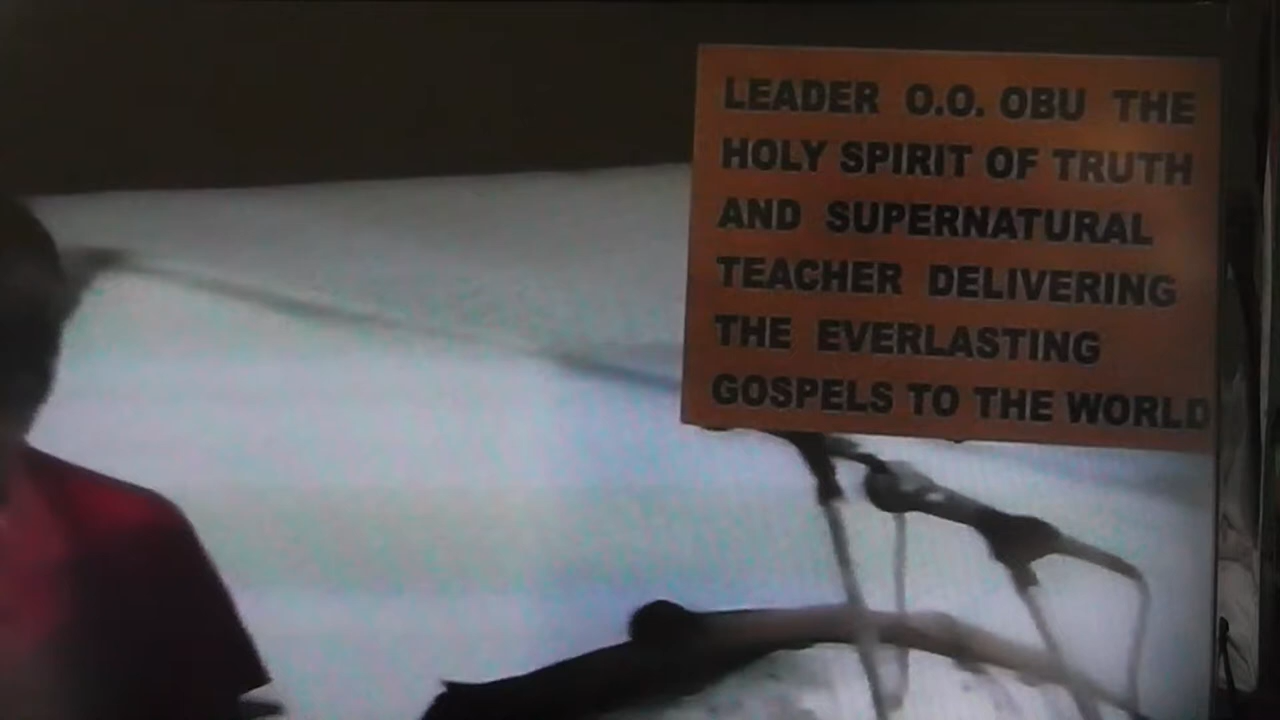 LEADER O.O. OBU THE
HOLY SPIRIT OF TRUTH
AND SUPERNATURAL
TEACHER DELIVERING
THE EVERLASTING
GOSPELS TO THE WORLD